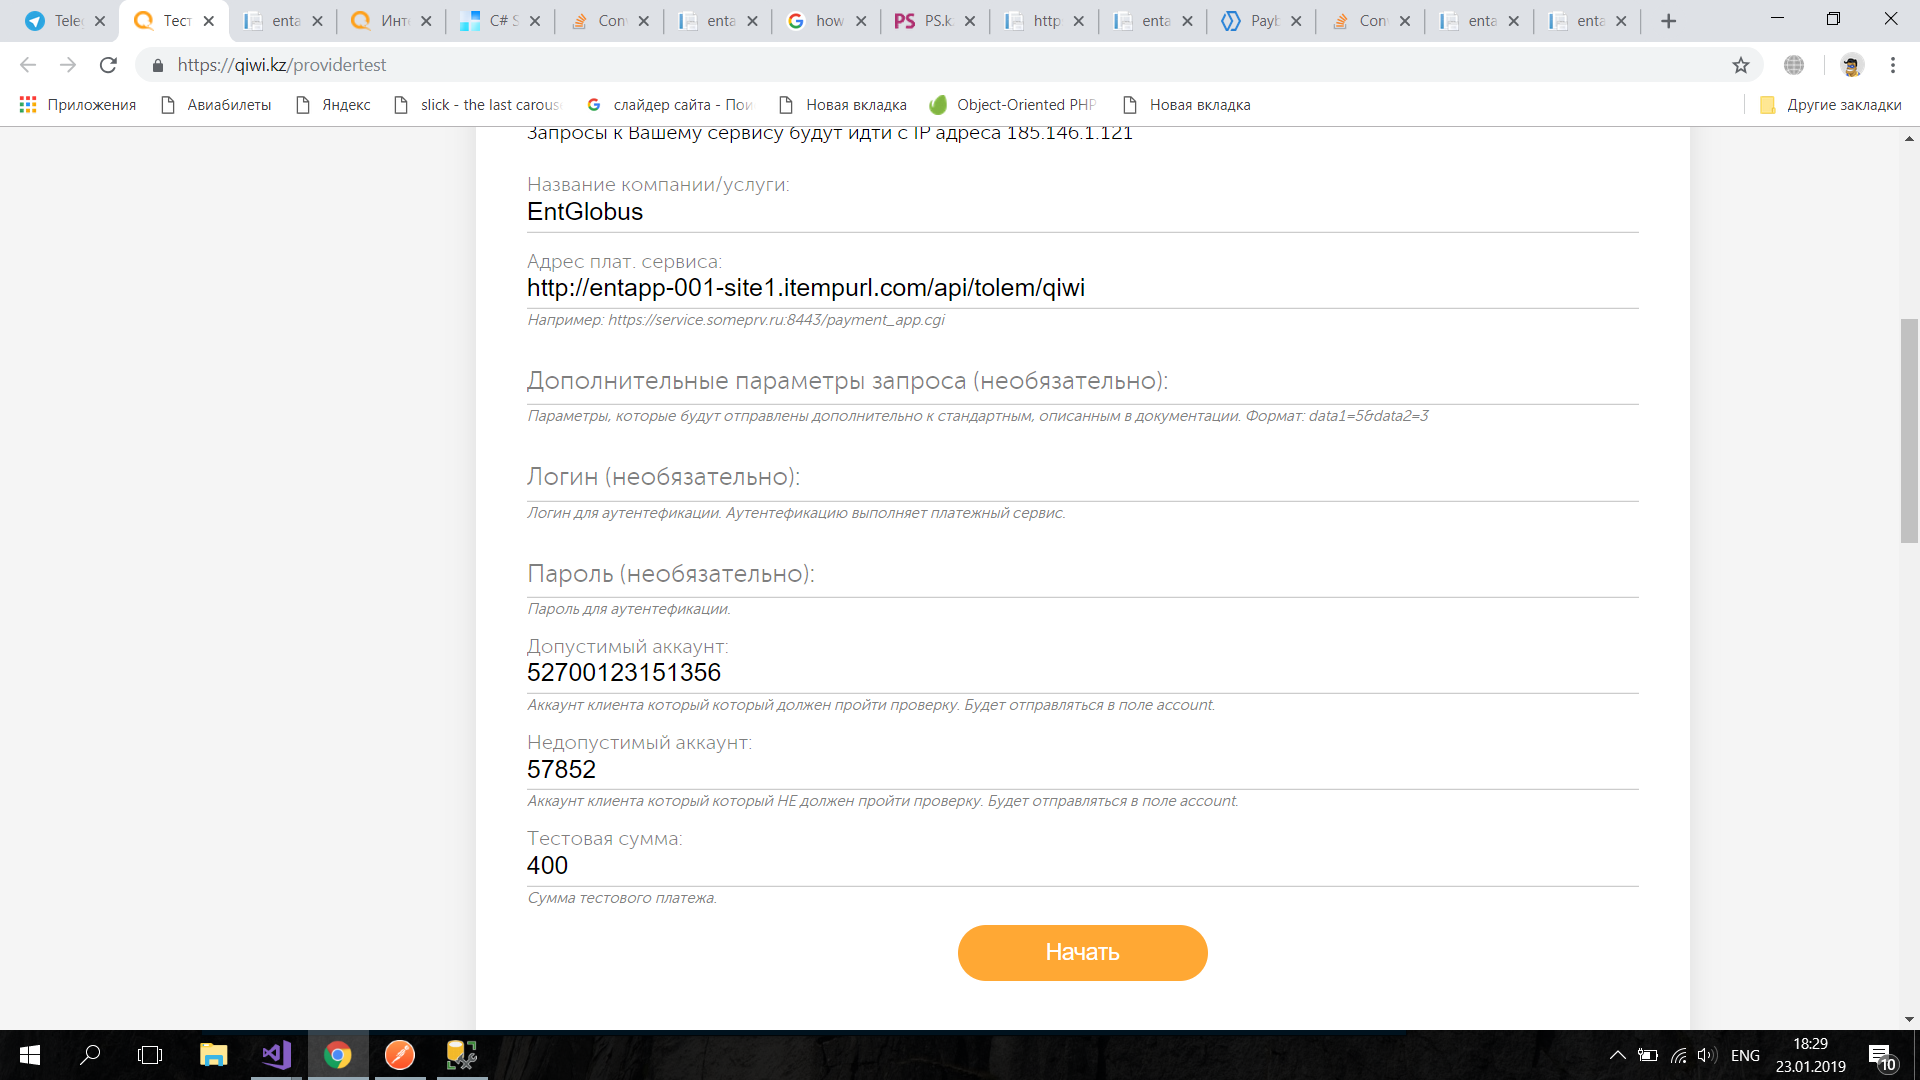 Tele
Тест
enta
Инте
C# S
Con
enta
how
PS.k
http
enta
Payb
Con
enta
enta
https://qiwi.kz/providertest
Приложения
Авиабилеты
Яндекс
slick - the last carous
слайдер сайта - Пои
Новая вкладка
Object-Oriented PHP
Новая вкладка
Другие закладки
Запросы к Вашему сервису будут идти с IP адреса 185.146.1.121
Название компании/услуги:
EntGlobus
Адрес плат. сервиса:
http://entapp-001-site1.itempurl.com/api/tolem/qiwi
Например: https://service.someprv.ru:8443/payment_app.cgi
Дополнительные параметры запроса (необязательно):
Параметры, которые будут отправлены дополнительно к стандартным, описанным в документации. Формат: data1=5&data2=3
Логин (необязательно):
Логин для аутентефикации. Аутентефикацию выполняет платежный сервис.
Пароль (необязательно):
Пароль для аутентефикации.
Допустимый аккаунт:
52700123151356
Аккаунт клиента который который должен пройти проверку. Будет отправляться в поле account.
Недопустимый аккаунт:
57852
Аккаунт клиента который который НЕ должен пройти проверку. Будет отправляться в поле account.
Тестовая сумма:
400
Сумма тестового платежа.
Начать
ENG
18:29
23.01.2019
10